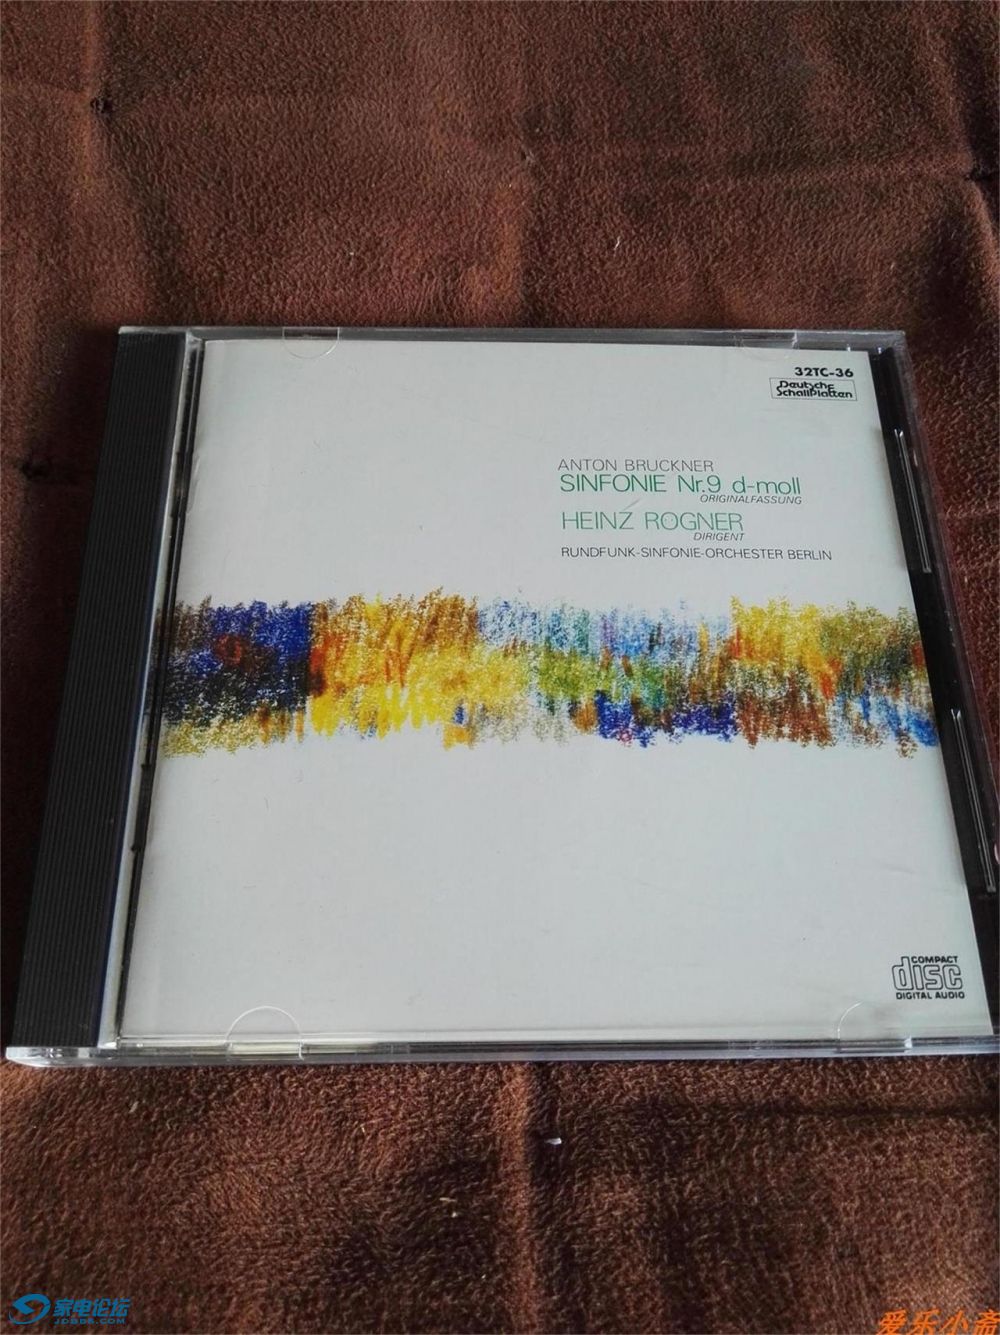 32TC-36
Deutsche
Schallplatten
ANTON BRUCKNER
SINFONIE Nr.9 d-moll
ORIGINALFASSUNG
HEINZ RÖGNER
DIRIGENT
RUNDFUNK-SINFONIE-ORCHESTER BERLIN
COMPACT
disc
DIGITAL AUDIO
家电论坛
JDBBS.COM
爱乐小斋